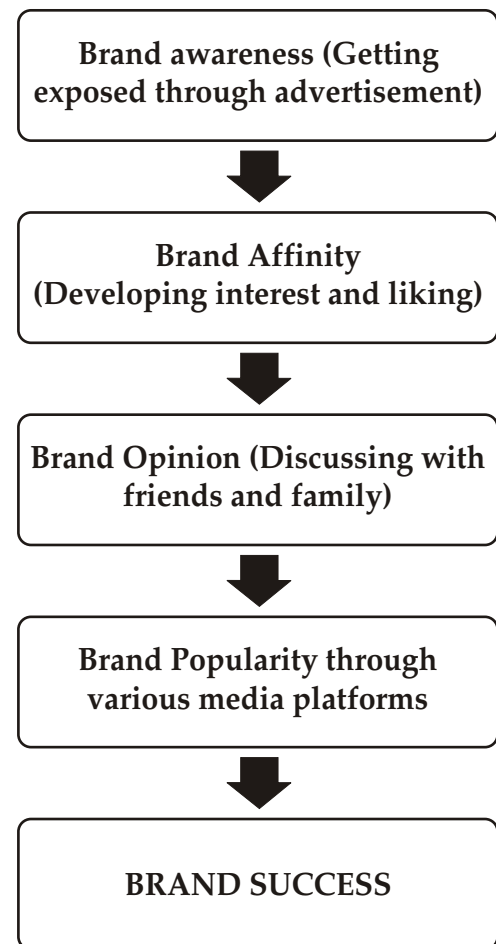 Brand awareness (Getting
exposed through advertisement)
Brand Affinity
(Developing interest and liking)
Brand Opinion (Discussing with
friends and family)
Brand Popularity through
various media platforms
BRAND SUCCESS